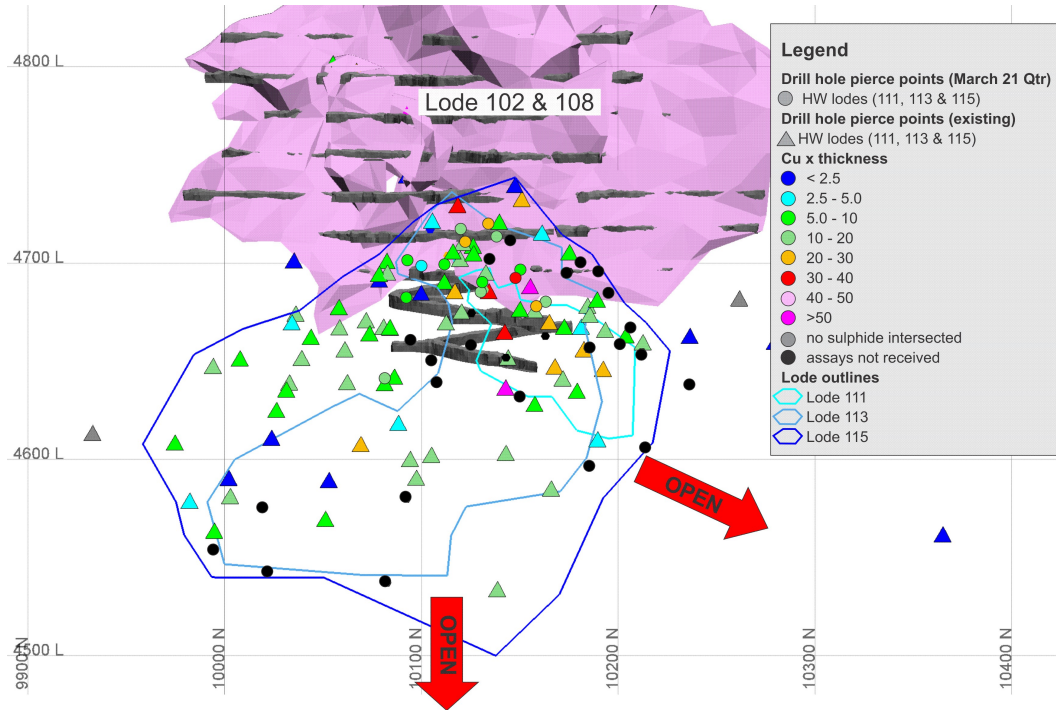 4800 L
4700 L
4600 L
4500 L
9900 N
10000 N
10100 N
10200 N
10300 N
10400 N
Lode 102 & 108
OPEN
OPEN
Legend
Drill hole pierce points (March 21 Qtr)
HW lodes (111, 113 & 115)
Drill hole pierce points (existing)
HW lodes (111, 113 & 115)
Cu x thickness
< 2.5
2.5 - 5.0
5.0 - 10
10 - 20
20 - 30
30 - 40
40 - 50
>50
no sulphide intersected
assays not received
Lode outlines
Lode 111
Lode 113
Lode 115